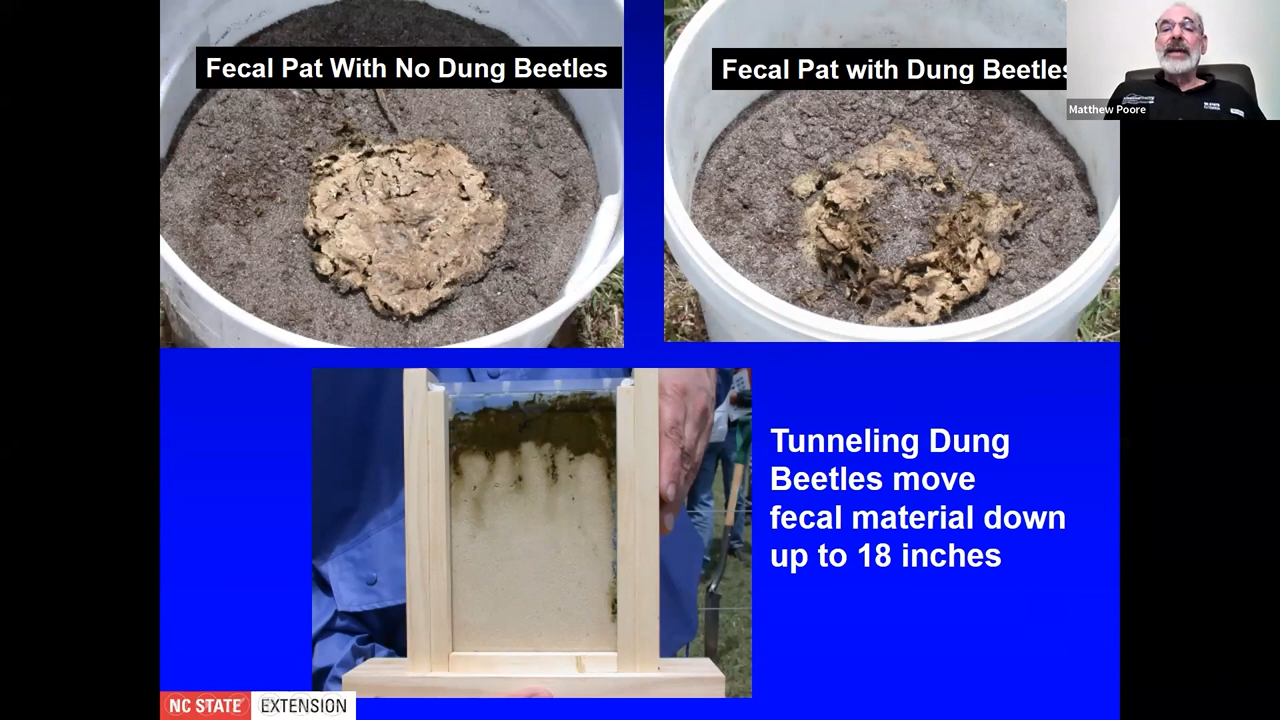 Fecal Pat With No Dung Beetles
Fecal Pat with Dung Beetles
Matthew Poore
Tunneling Dung
Beetles move
fecal material down
up to 18 inches
NC STATE EXTENSION